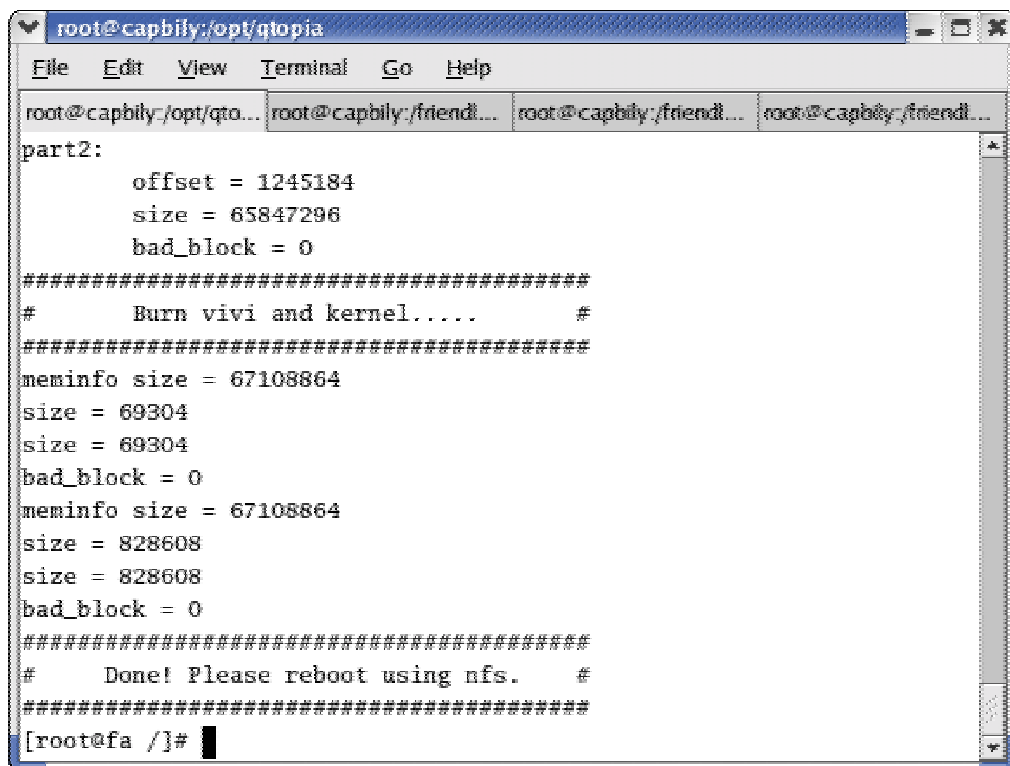 root@capbily:/opt/qtopia
File Edit View Terminal Go Help
root@capbily:/opt/qto... root@capbily:/friendl... root@capbily:/friendl... root@capbily:/friendl...
part2:
offset = 1245184
size = 65847296
bad_block = 0
#########################################
# Burn vivi and kernel..... #
#########################################
meminfo size = 67108864
size = 69304
size = 69304
bad_block = 0
meminfo size = 67108864
size = 828608
size = 828608
bad_block = 0
#########################################
# Done! Please reboot using nfs. #
#########################################
[root@fa /]#